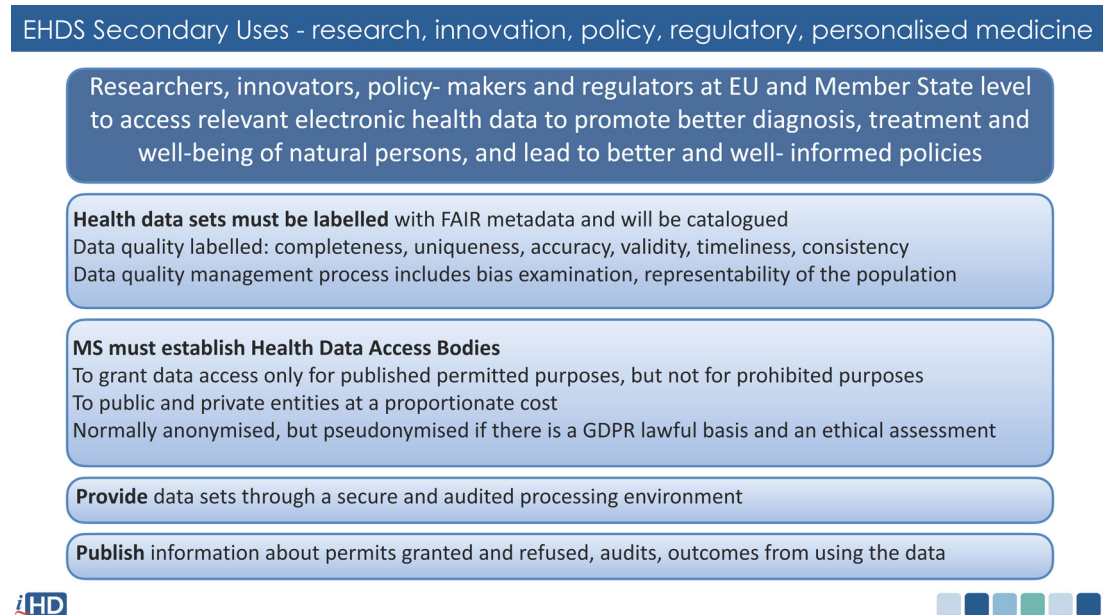 EHDS Secondary Uses - research, innovation, policy, regulatory, personalised medicine
Researchers, innovators, policy- makers and regulators at EU and Member State level
to access relevant electronic health data to promote better diagnosis, treatment and
well-being of natural persons, and lead to better and well- informed policies
Health data sets must be labelled with FAIR metadata and will be catalogued
Data quality labelled: completeness, uniqueness, accuracy, validity, timeliness, consistency
Data quality management process includes bias examination, representability of the population
MS must establish Health Data Access Bodies
To grant data access only for published permitted purposes, but not for prohibited purposes
To public and private entities at a proportionate cost
Normally anonymised, but pseudonymised if there is a GDPR lawful basis and an ethical assessment
Provide data sets through a secure and audited processing environment
Publish information about permits granted and refused, audits, outcomes from using the data
iHD